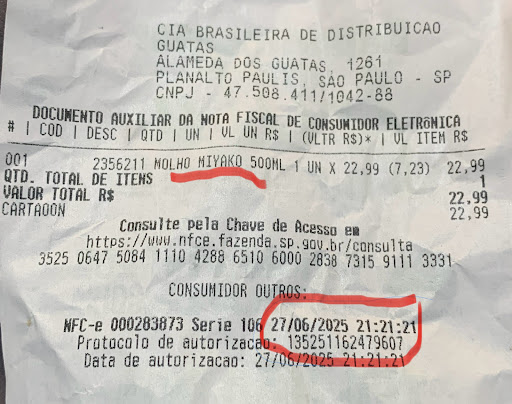 CIA BRASILEIRA DE DISTRIBUICAO
GUATAS
ALAMEDA DOS GUATAS, 1261
PLANALTO PAULIS, SAO PAULO - SP
CNPJ - 47.508.411/1042-88
DOCUMENTO AUXILIAR DA NOTA FISCAL DE CONSUMIDOR ELETRôNICA
# | COD | DESC | QTD | UN | VL UN R$ | (VLTR R$)* | VL ITEM R$
001 2356211 MOLHO MIYAKO 500ML 1 UN X 22,99 (7,23) 22,99
QTD. TOTAL DE ITENS 1
VALOR TOTAL R$ 22,99
CARTAOON 22,99
Consulte pela Chave de Acesso em
https://www.nfce.fazenda.sp.gov.br/consulta
3525 0647 5084 1110 4288 6510 6000 2838 7315 9111 3331
CONSUMIDOR OUTROS:
NFC-e 000283873 Serie 106 27/06/2025 21:21:21
Protocolo de autorizacao: 135251162479607
Data de autorizacao: 27/06/2025 21:21:21